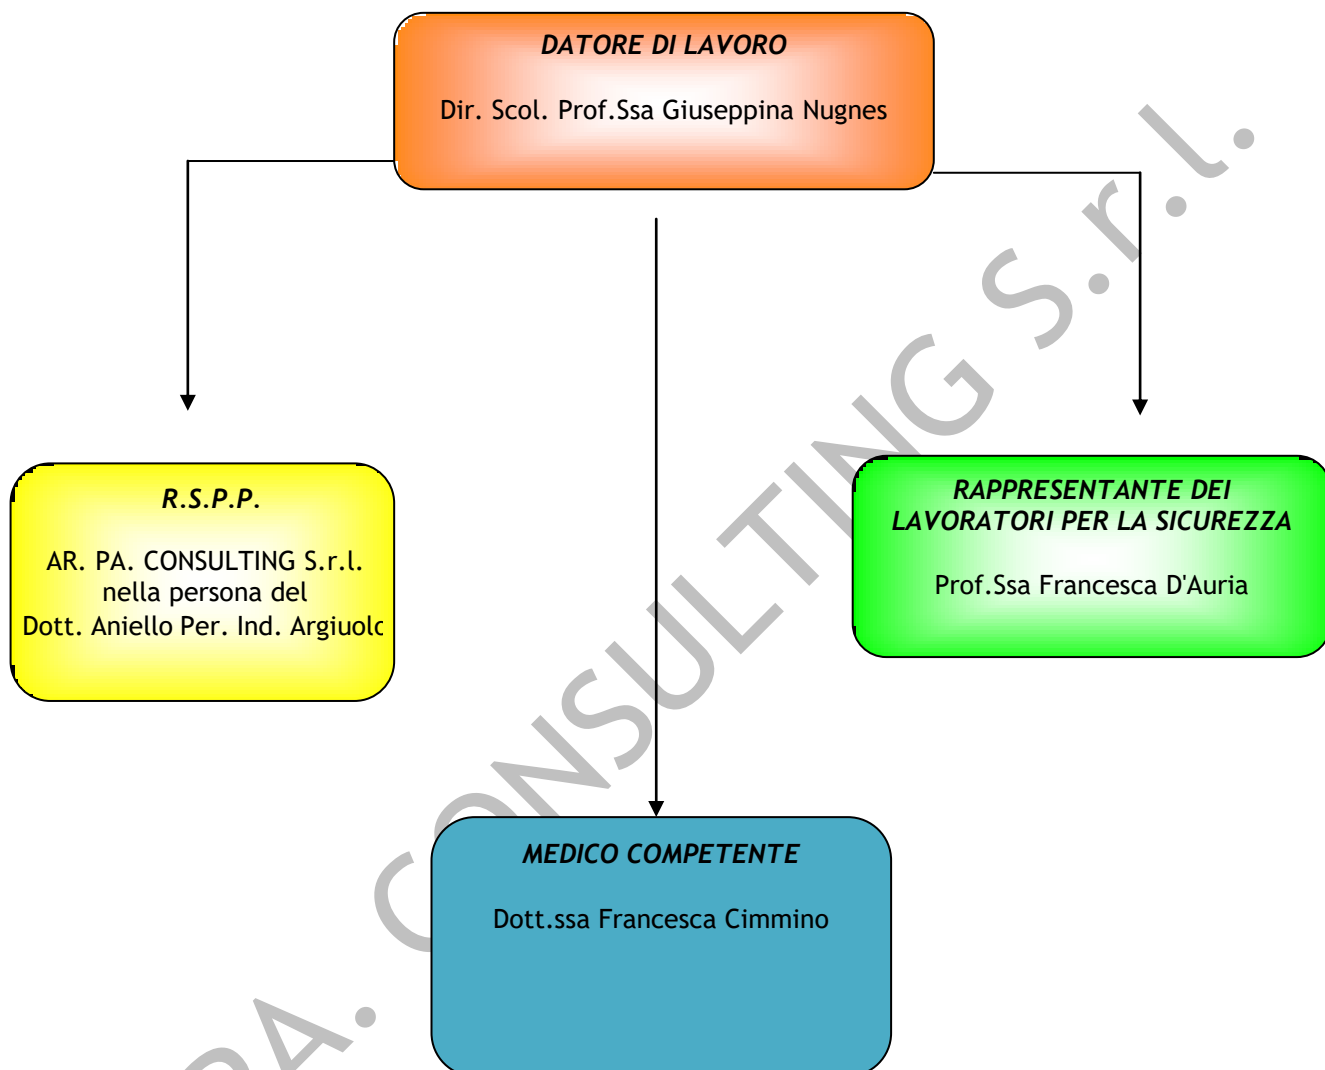 DATORE DI LAVORO
Dir. Scol. Prof.Ssa Giuseppina Nugnes
R.S.P.P.
AR. PA. CONSULTING S.r.l.
nella persona del
Dott. Aniello Per. Ind.
RAPPRESENTANTE DEI
LAVORATORI PER LA SICUREZZA
Prof.Ssa Francesca D'Auria
MEDICO COMPETENTE
Dott.ssa Francesca Cimmino
PA. CONSULTING S.r.l.